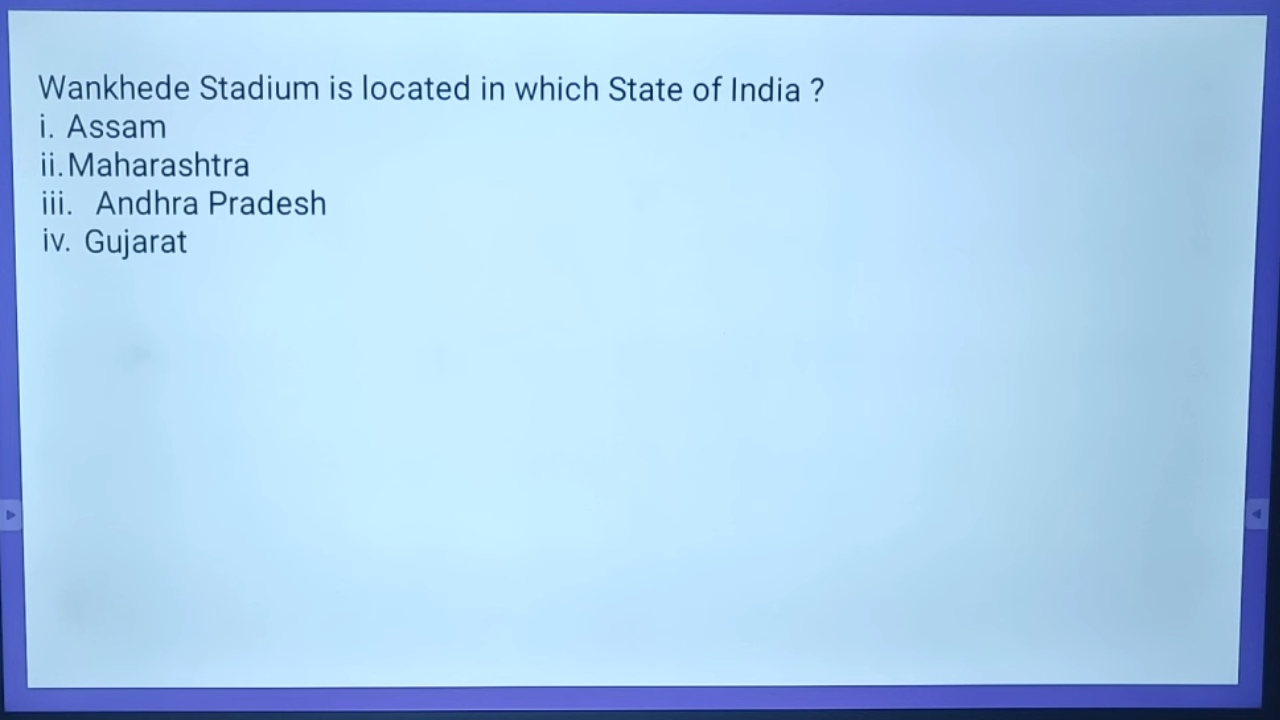 Wankhede Stadium is located in which State of India ?
i. Assam
ii. Maharashtra
iii. Andhra Pradesh
iv. Gujarat